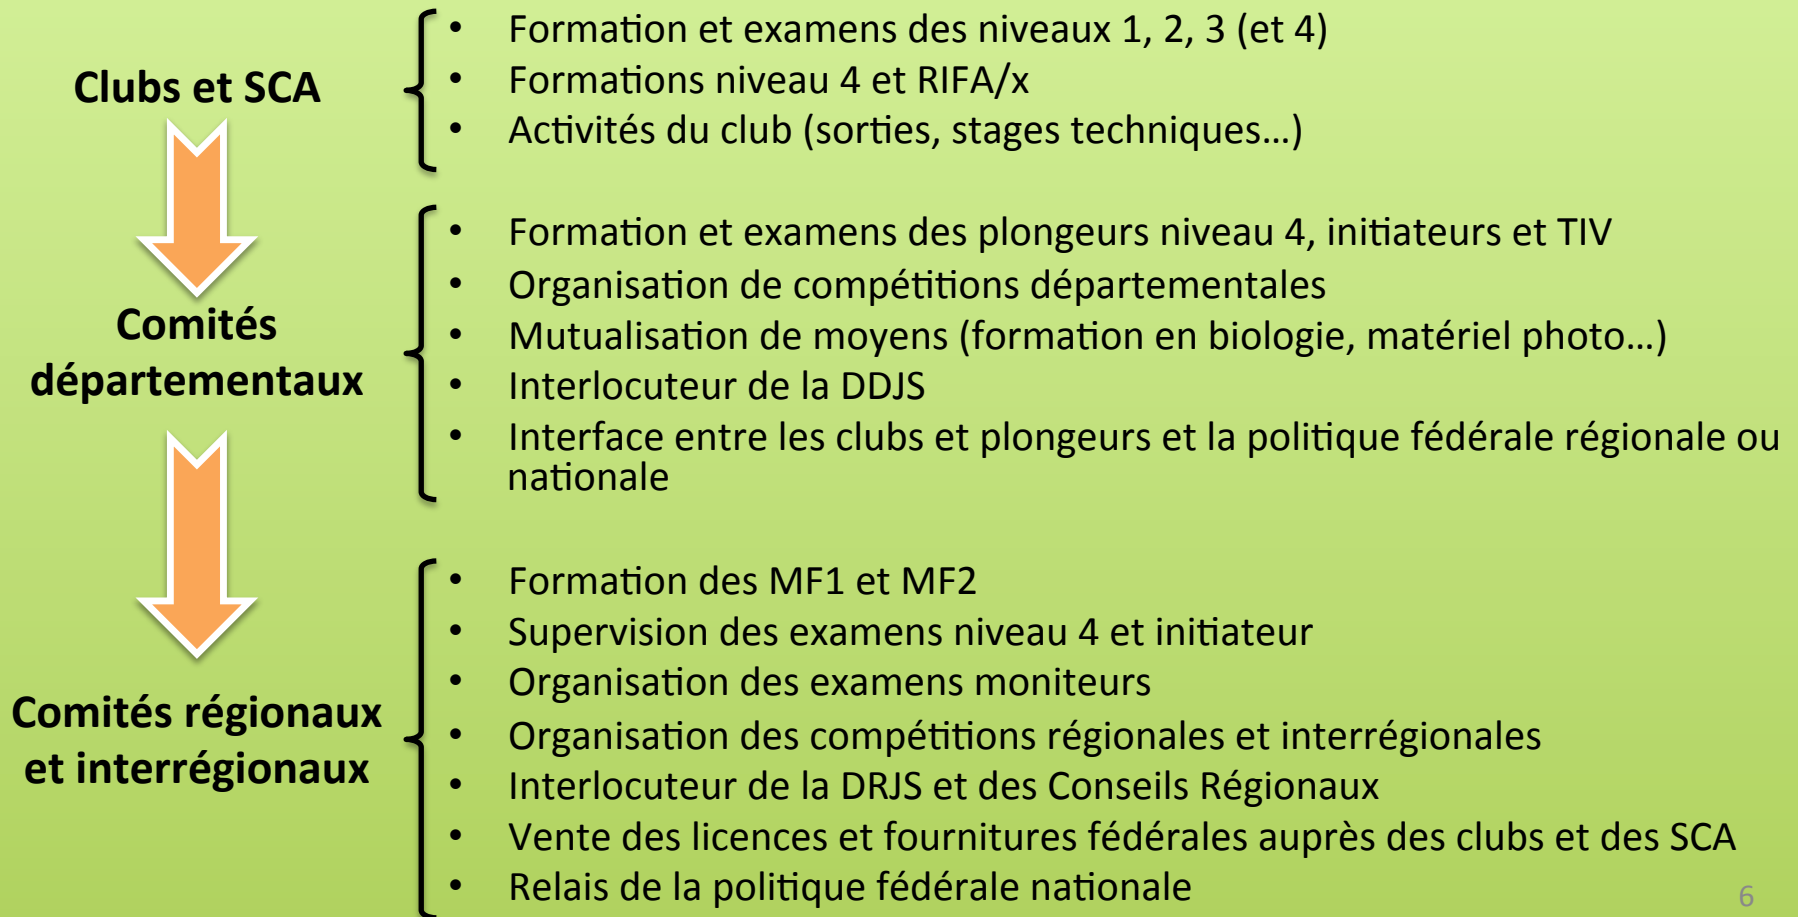 Clubs et SCA
• Formation et examens des niveaux 1, 2, 3 (et 4)
• Formations niveau 4 et RIFA/x
• Activités du club (sorties, stages techniques…)
Comités
départementaux
• Formation et examens des plongeurs niveau 4, initiateurs et TIV
• Organisation de compétitions départementales
• Mutualisation de moyens (formation en biologie, matériel photo…)
• Interlocuteur de la DDJS
• Interface entre les clubs et plongeurs et la politique fédérale régionale ou
nationale
Comités régionaux
et interrégionaux
• Formation des MF1 et MF2
• Supervision des examens niveau 4 et initiateur
• Organisation des examens moniteurs
• Organisation des compétitions régionales et interrégionales
• Interlocuteur de la DRJS et des Conseils Régionaux
• Vente des licences et fournitures fédérales auprès des clubs et des SCA
• Relais de la politique fédérale nationale
6